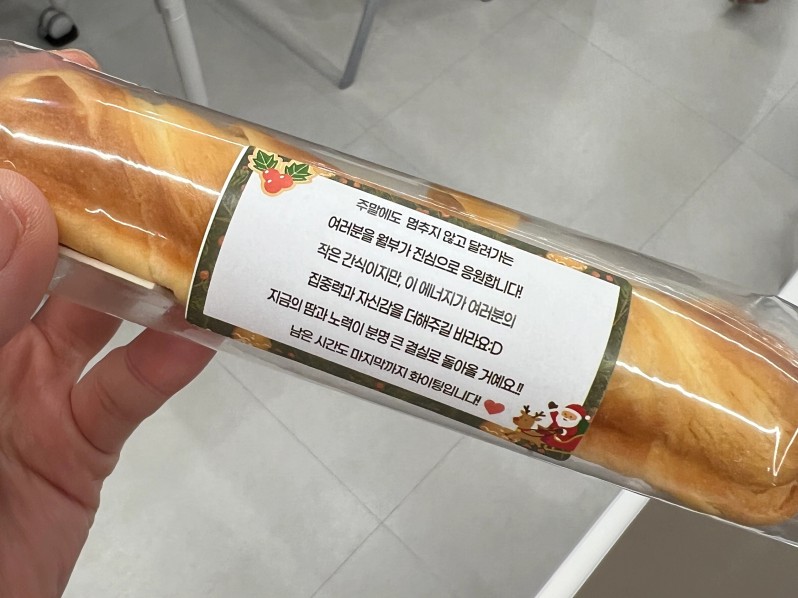 주말에도 멈추지 않고 달려가는
여러분을 월부가 진심으로 응원합니다!
작은 간식이지만, 이 에너지가 여러분의
집중력과 자신감을 더해주길 바라요:D
지금의 땀과 노력이 분명 큰 결실로 돌아올 거예요!!
남은 시간도 마지막까지 화이팅입니다!